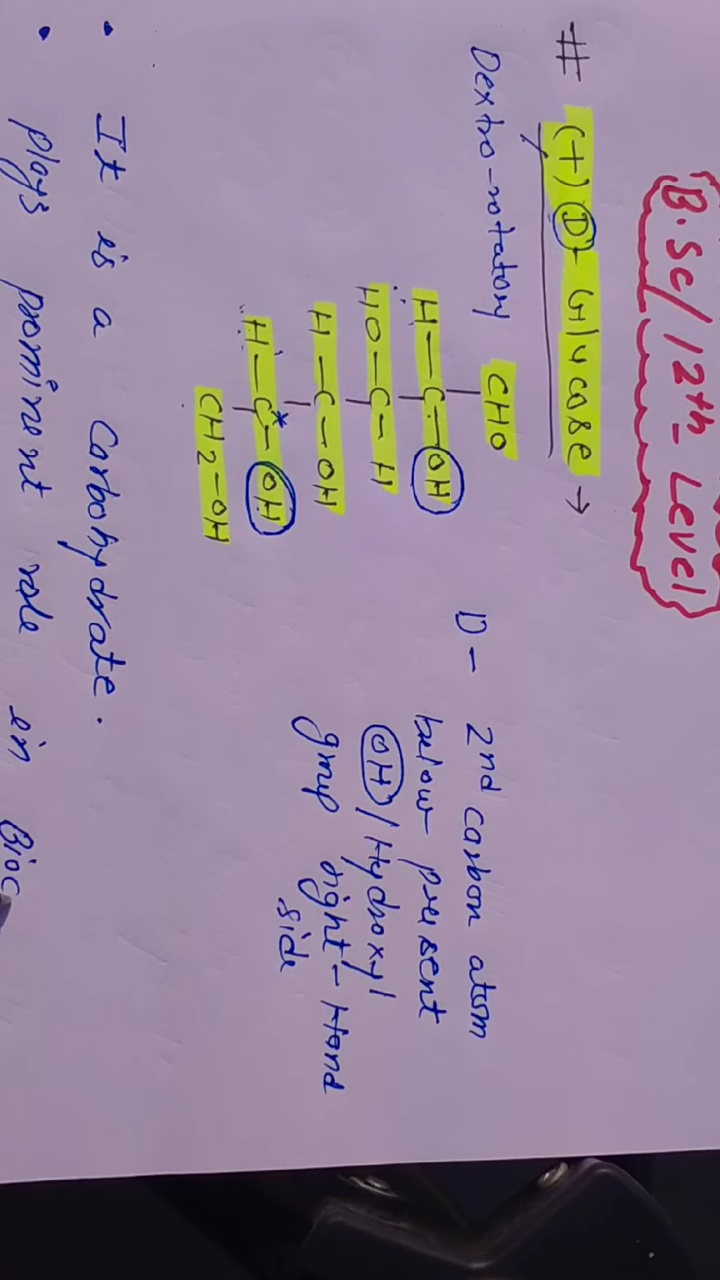 B.Sc/12th-Level
# (+) D- Glucose →
Dextro-rotatory
CHO
H-C-OH
HO-C-H
H-C-OH
H-C*-OH
CH2-OH
D- 2nd carbon atom
below present
OH/Hydroxyl
group right-Hand
side
• It is a Carbohydrate.
• plays prominent role in Bioc